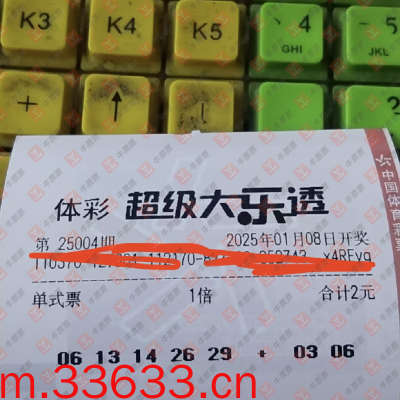 K3 K4 K5 4 5
GHI JKL
+ ↑ ↓ 2
中国体育彩票
体彩 超级大乐透
第 25004期 2025年01月08日开奖
单式票 1倍 合计2元
06 13 14 26 29 + 03 06
m.33633.cn